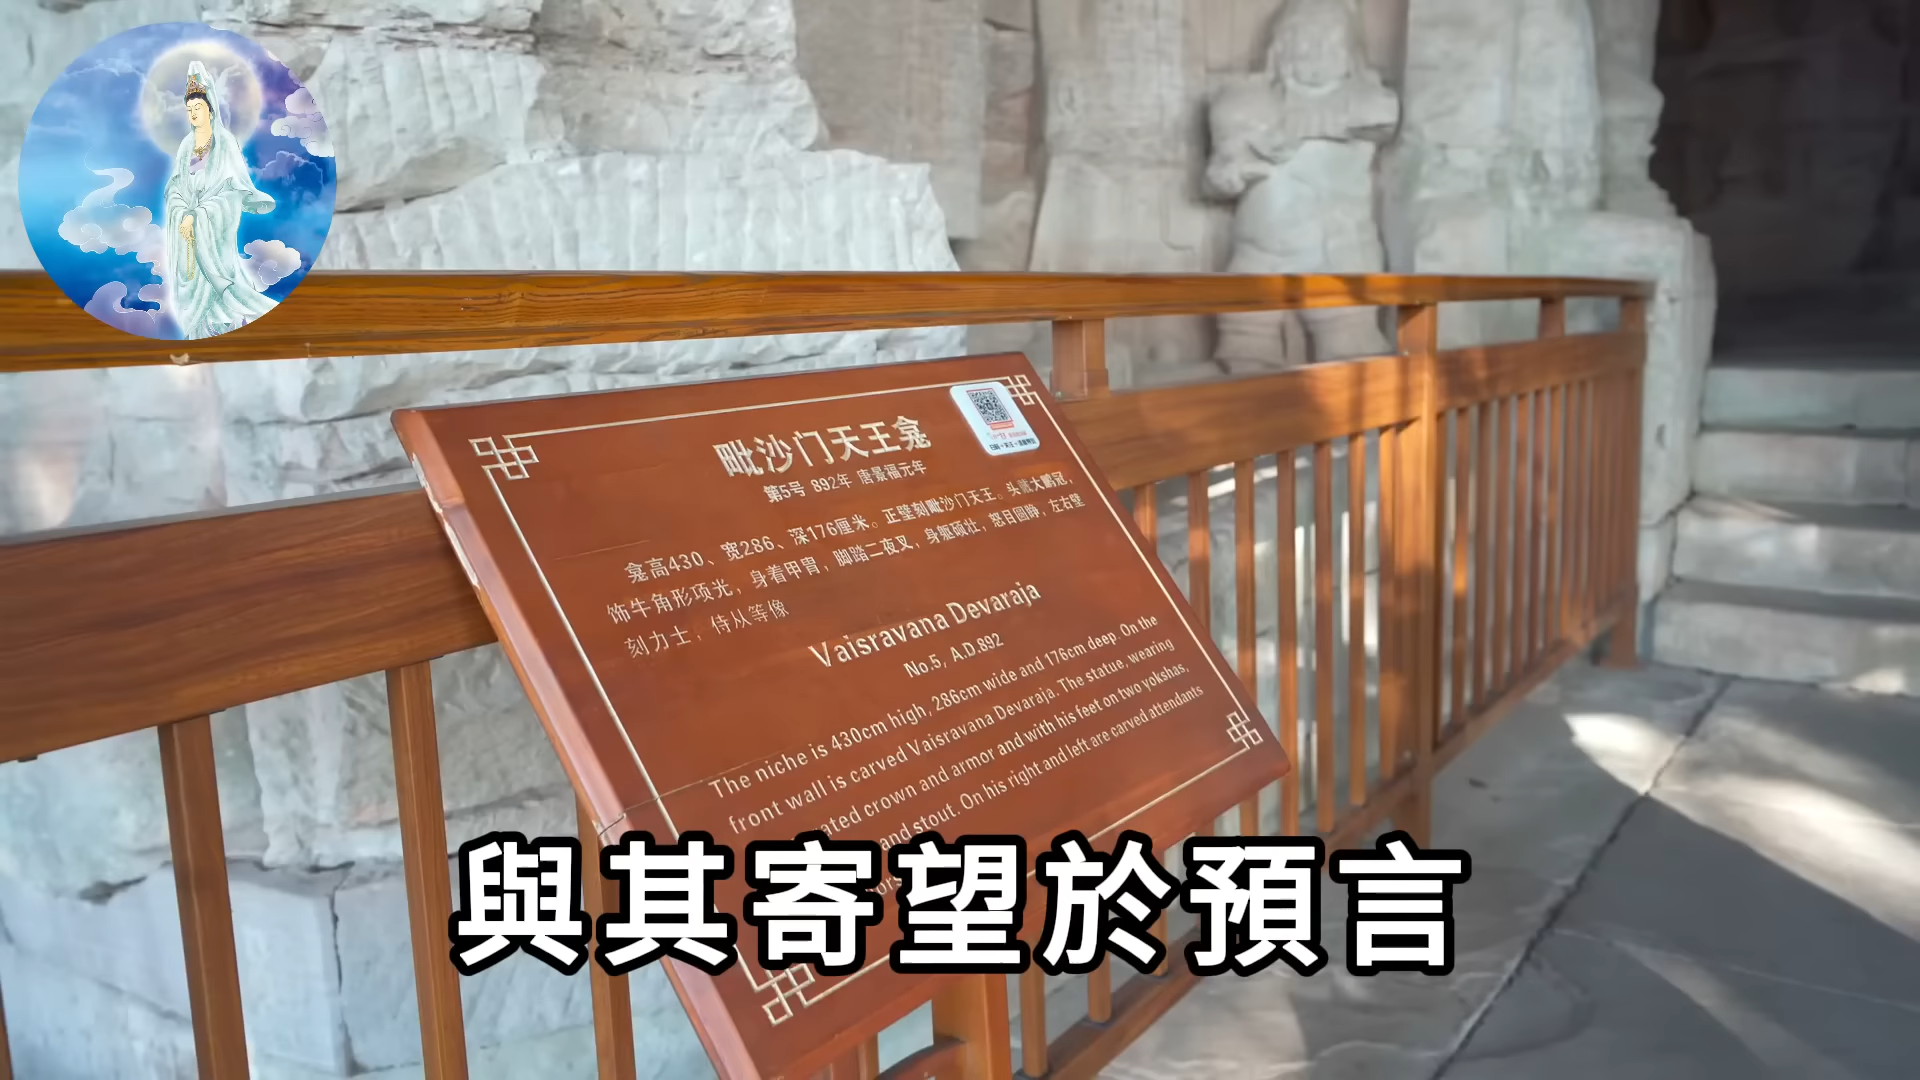 毗沙门天王龛
第5号 892年 唐景福元年
龛高430、宽286、深176厘米。正壁刻毗沙门天王。头戴大鹏冠，
饰牛角形项光，身着甲胄，脚踏二夜叉，身躯硕壮，怒目圆睁，左右壁
刻力士、侍从等像
Vaisravana Devaraja
No.5, A.D.892
The niche is 430cm high, 286cm wide and 176cm deep. On the
front wall is carved Vaisravana Devaraja. The statue, wearing
ated crown and armor and with his feet on two yokshas,
and stout. On his right and left are carved attendants
與其寄望於預言